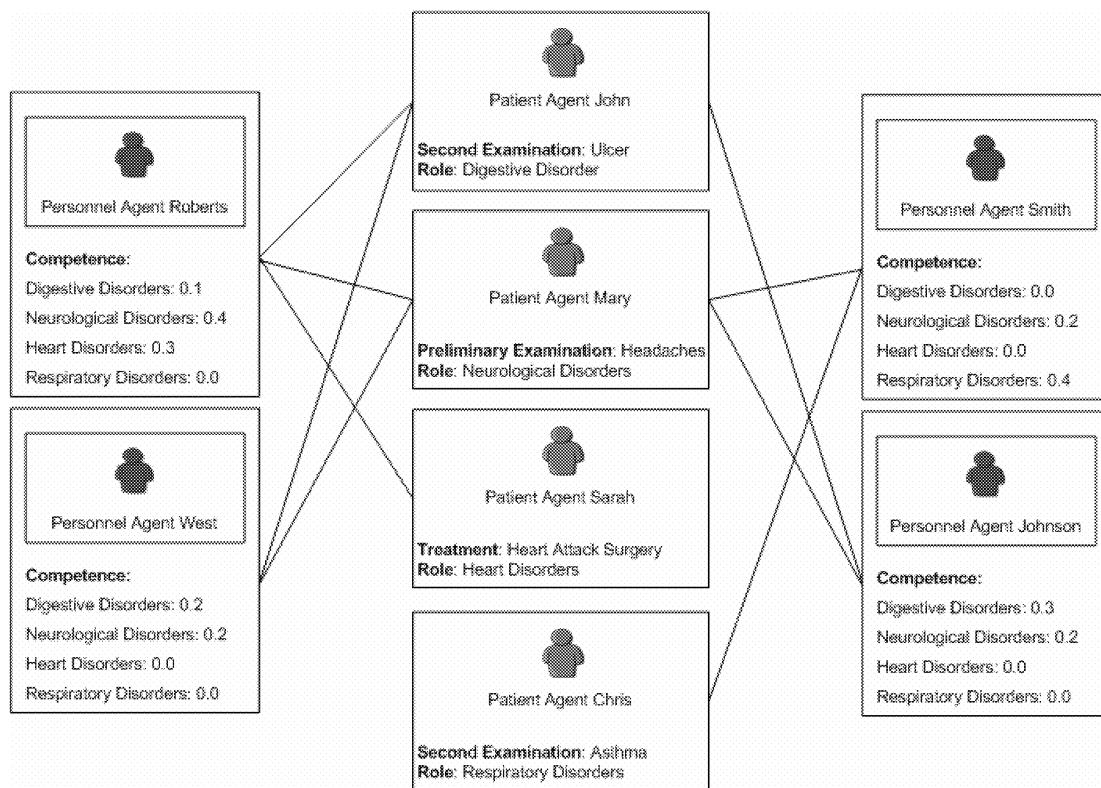 Patient Agent John
Second Examination: Ulcer
Role: Digestive Disorder
Personnel Agent Roberts
Competence:
Digestive Disorders: 0.1
Neurological Disorders: 0.4
Heart Disorders: 0.3
Respiratory Disorders: 0.0
Patient Agent Mary
Preliminary Examination: Headaches
Role: Neurological Disorders
Personnel Agent Smith
Competence:
Digestive Disorders: 0.0
Neurological Disorders: 0.2
Heart Disorders: 0.0
Respiratory Disorders: 0.4
Personnel Agent West
Competence:
Digestive Disorders: 0.2
Neurological Disorders: 0.2
Heart Disorders: 0.0
Respiratory Disorders: 0.0
Patient Agent Sarah
Treatment: Heart Attack Surgery
Role: Heart Disorders
Personnel Agent Johnson
Competence:
Digestive Disorders: 0.3
Neurological Disorders: 0.2
Heart Disorders: 0.0
Respiratory Disorders: 0.0
Patient Agent Chris
Second Examination: Asthma
Role: Respiratory Disorders